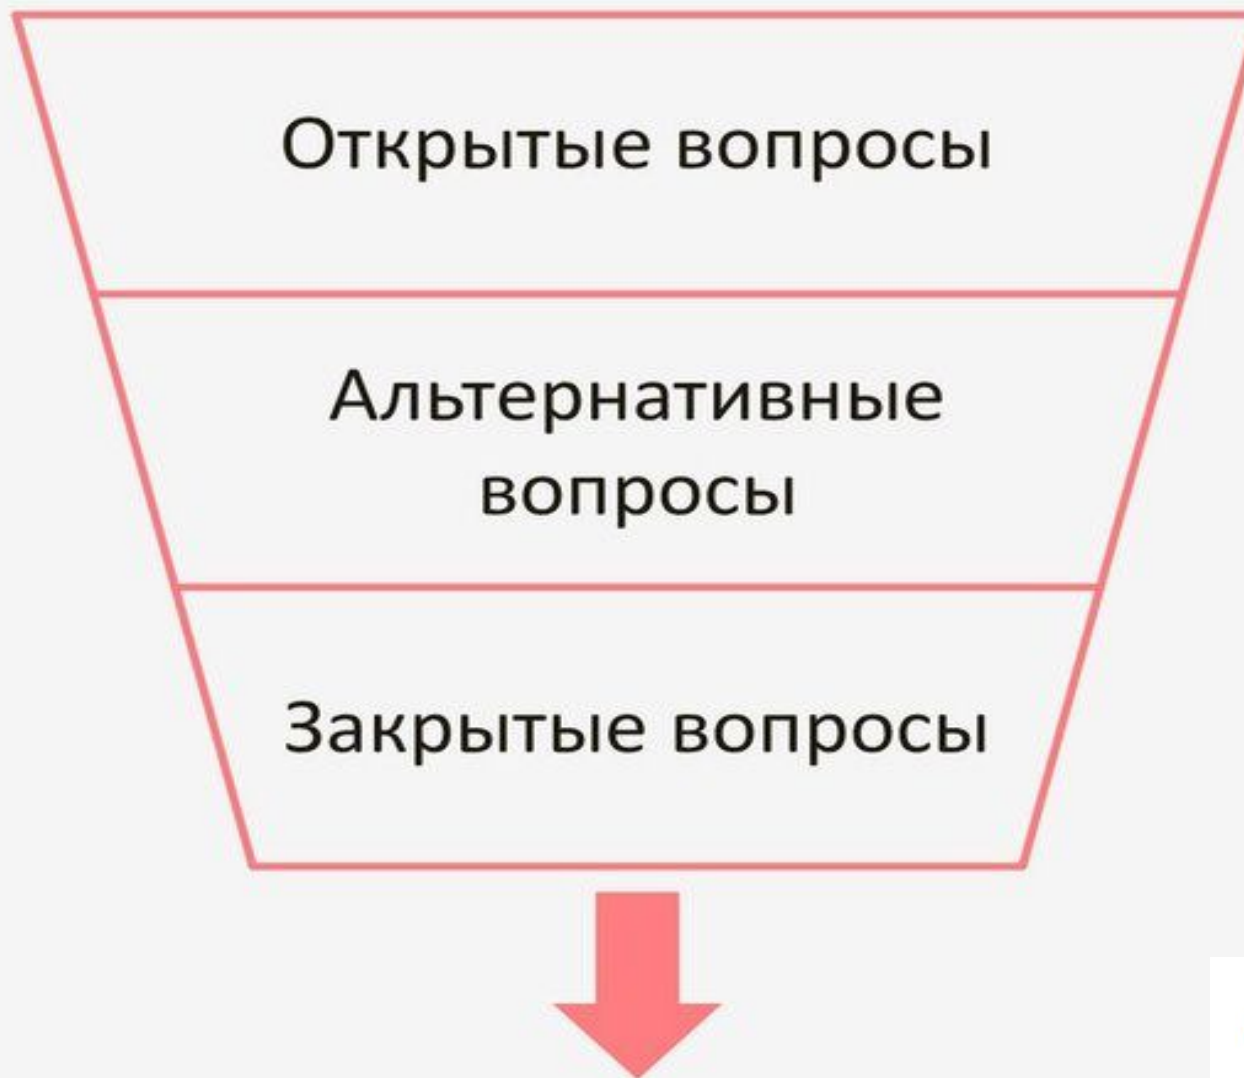 Открытые вопросы
Альтернативные
вопросы
Закрытые вопросы